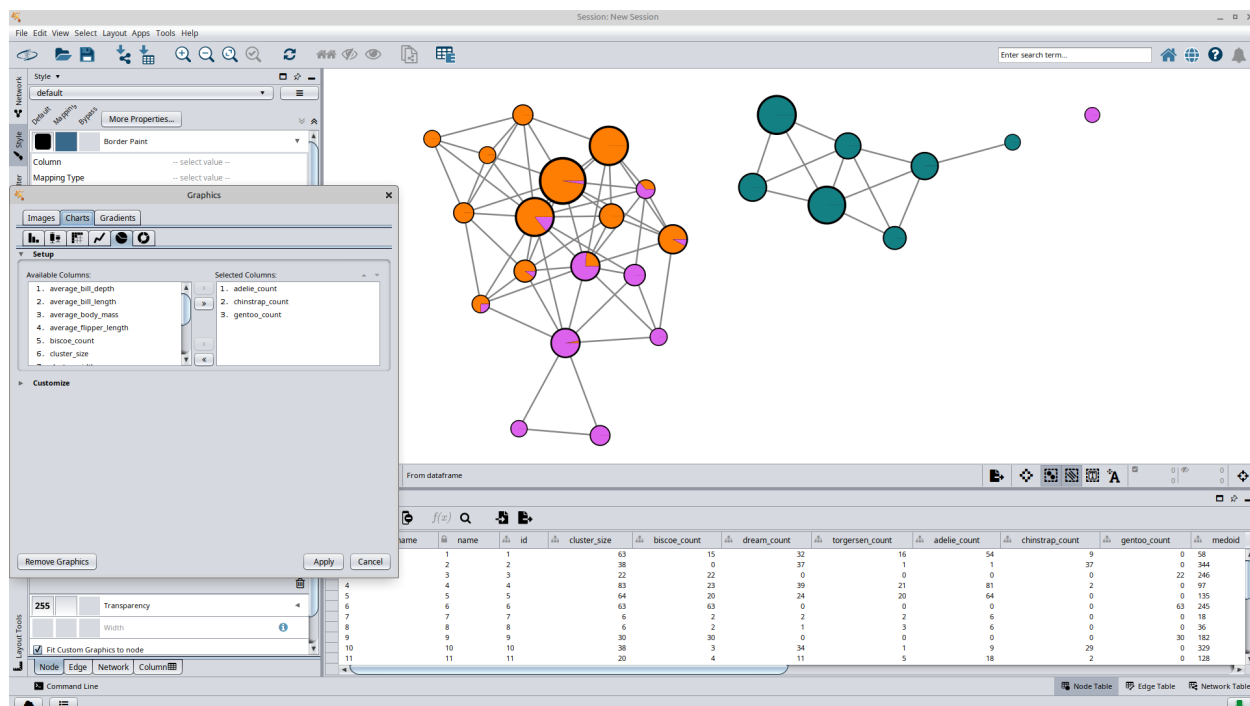 Session: New Session
File Edit View Select Layout Apps Tools Help
Enter search term...
Network
Style
Style
default
Default Mapping Bypass
More Properties...
Border Paint
Column -- select value --
Mapping Type -- select value --
Graphics
Images Charts Gradients
Setup
Available Columns: Selected Columns:
1. average_bill_depth 1. adelie_count
2. average_bill_length 2. chinstrap_count
3. average_body_mass 3. gentoo_count
4. average_flipper_length
5. biscoe_count
6. cluster_size
Customize
Remove Graphics Apply Cancel
From dataframe
0 0
0 0
f(x)
name name id cluster_size biscoe_count dream_count torgersen_count adelie_count chinstrap_count gentoo_count medoid
1 1 63 15 32 16 54 9 0 58
2 2 38 0 37 1 1 37 0 344
3 3 22 22 0 0 0 0 22 246
4 4 4 83 23 39 21 81 2 0 97
5 5 5 64 20 24 20 64 0 0 135
6 6 6 63 63 0 0 0 0 63 245
7 7 7 6 2 2 2 6 0 0 18
8 8 8 6 2 1 3 6 0 0 36
9 9 9 30 30 0 0 0 0 30 182
10 10 10 38 3 34 1 9 29 0 329
11 11 11 20 4 11 5 18 2 0 128
255 Transparency
Width
Fit Custom Graphics to node
Layout Tools
Node Edge Network Column
Command Line
Node Table Edge Table Network Table